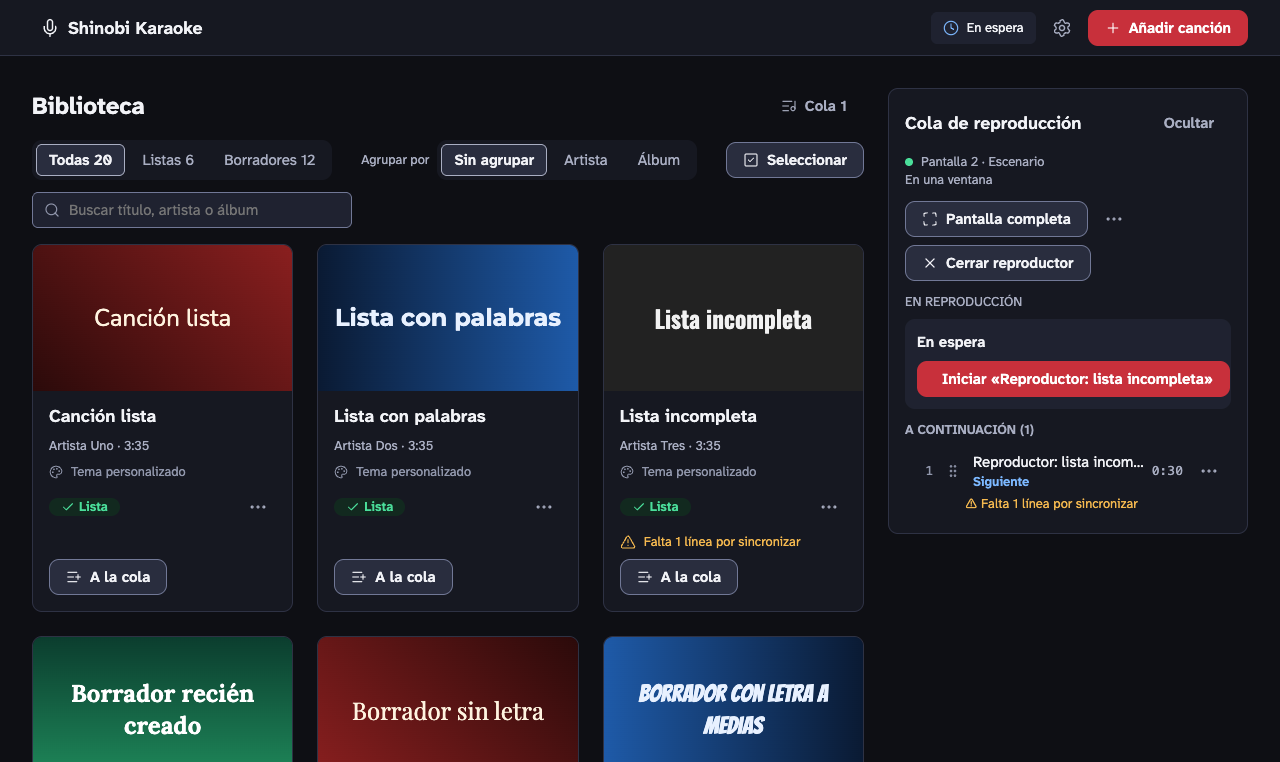 Shinobi Karaoke
En espera
Añadir canción
Biblioteca
Cola 1
Todas 20
Listas 6
Borradores 12
Agrupar por
Sin agrupar
Artista
Álbum
Seleccionar
Buscar título, artista o álbum
Canción lista
Canción lista
Artista Uno · 3:35
Tema personalizado
Lista
A la cola
Lista con palabras
Lista con palabras
Artista Dos · 3:35
Tema personalizado
Lista
A la cola
Lista incompleta
Lista incompleta
Artista Tres · 3:35
Tema personalizado
Lista
Falta 1 línea por sincronizar
A la cola
Borrador recién
creado
Borrador sin letra
BORRADOR CON LETRA A
MEDIAS
Cola de reproducción
Ocultar
Pantalla 2 · Escenario
En una ventana
Pantalla completa
Cerrar reproductor
EN REPRODUCCIÓN
En espera
Iniciar «Reproductor: lista incompleta»
A CONTINUACIÓN (1)
1
Reproductor: lista incom...
0:30
Siguiente
Falta 1 línea por sincronizar